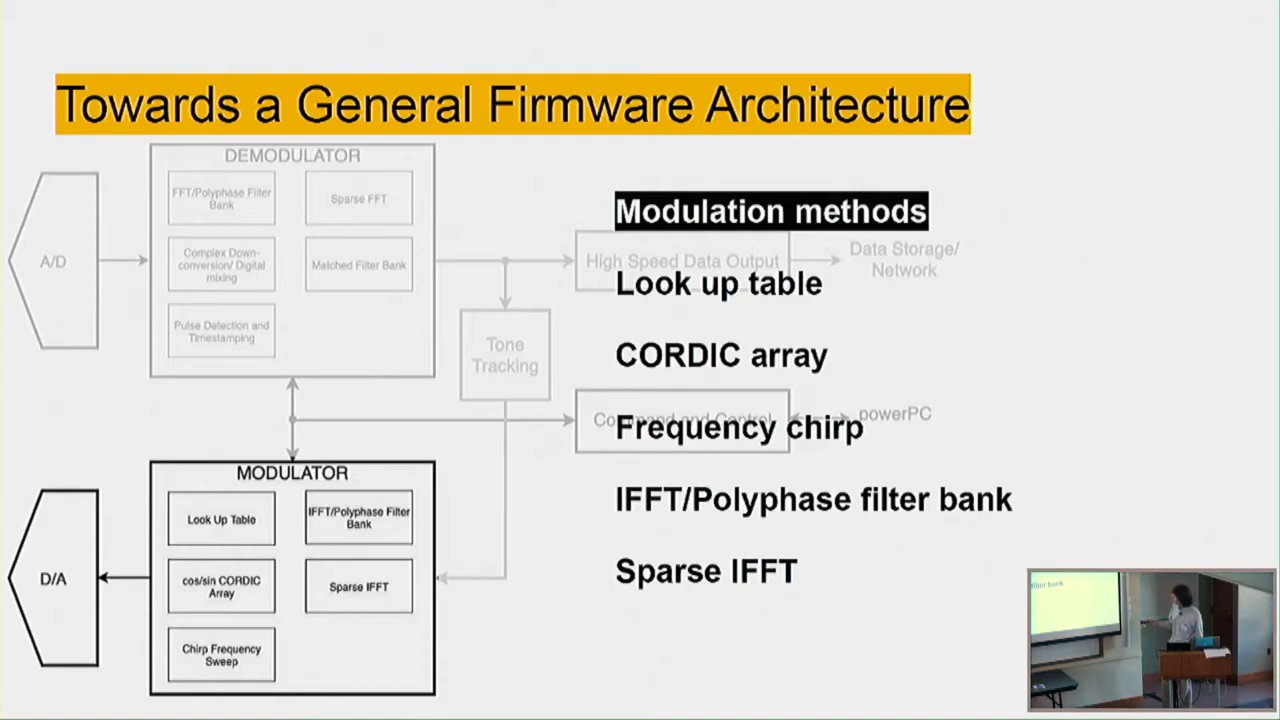 Towards a General Firmware Architecture
DEMODULATOR
FFT/Polyphase Filter
Bank
Sparse FFT
Complex Down-
conversion/ Digital
mixing
Matched Filter Bank
Pulse Detection and
Timestamping
A/D
Tone
Tracking
High Speed Data Output
Data Storage/
Network
Command and Control
powerPC
Modulation methods
Look up table
CORDIC array
Frequency chirp
IFFT/Polyphase filter bank
Sparse IFFT
MODULATOR
Look Up Table
IFFT/Polyphase Filter
Bank
cos/sin CORDIC
Array
Sparse IFFT
Chirp Frequency
Sweep
D/A
filter bank